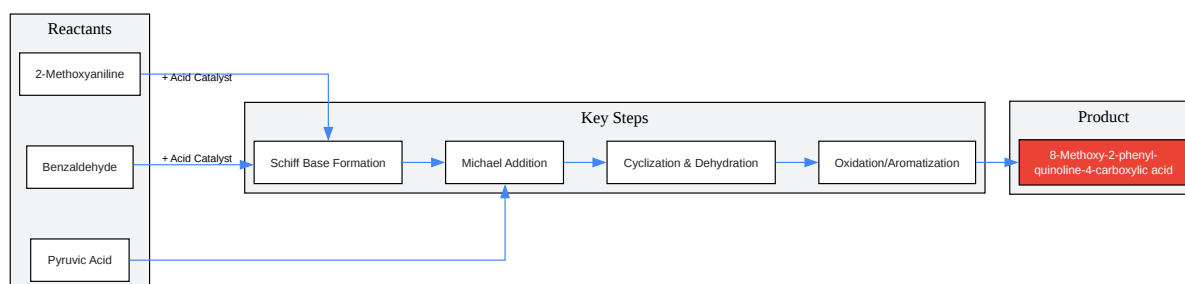 Reactants
2-Methoxyaniline
+ Acid Catalyst
Key Steps
Product
Benzaldehyde
+ Acid Catalyst
Schiff Base Formation
Michael Addition
Cyclization & Dehydration
Oxidation/Aromatization
8-Methoxy-2-phenyl-
quinoline-4-carboxylic acid
Pyruvic Acid